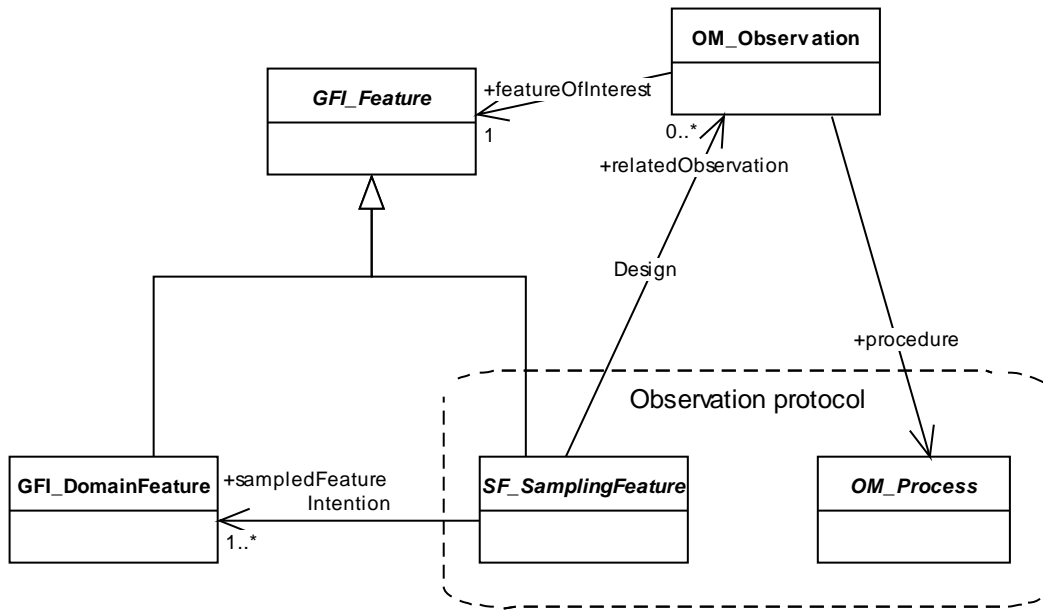 OM_Observation
GFI_Feature
+featureOfInterest
1
0..*
+relatedObservation
Design
+procedure
Observation protocol
GFI_DomainFeature
+sampledFeature
Intention
1..*
SF_SamplingFeature
OM_Process